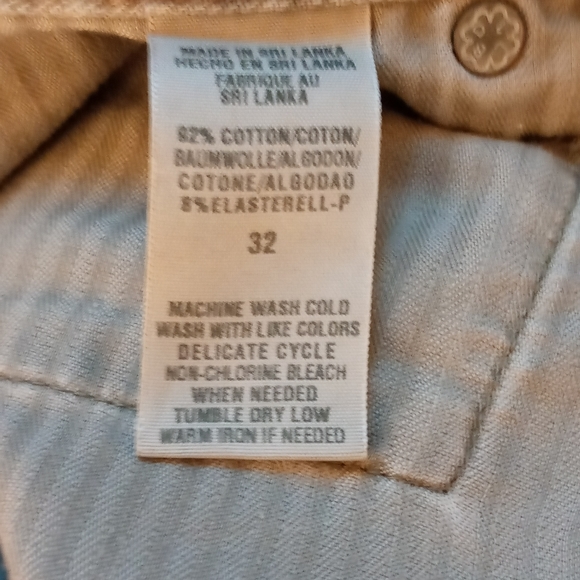 MADE IN SRI LANKA
HECHO EN SRI LANKA
FABRIQUE AU
SRI LANKA
92% COTTON/COTON/
BAUMWOLLE/ALGODON/
COTONE/ALGODAO
8% ELASTERELL-P
32
MACHINE WASH COLD
WASH WITH LIKE COLORS
DELICATE CYCLE
NON-CHLORINE BLEACH
WHEN NEEDED
TUMBLE DRY LOW
WARM IRON IF NEEDED